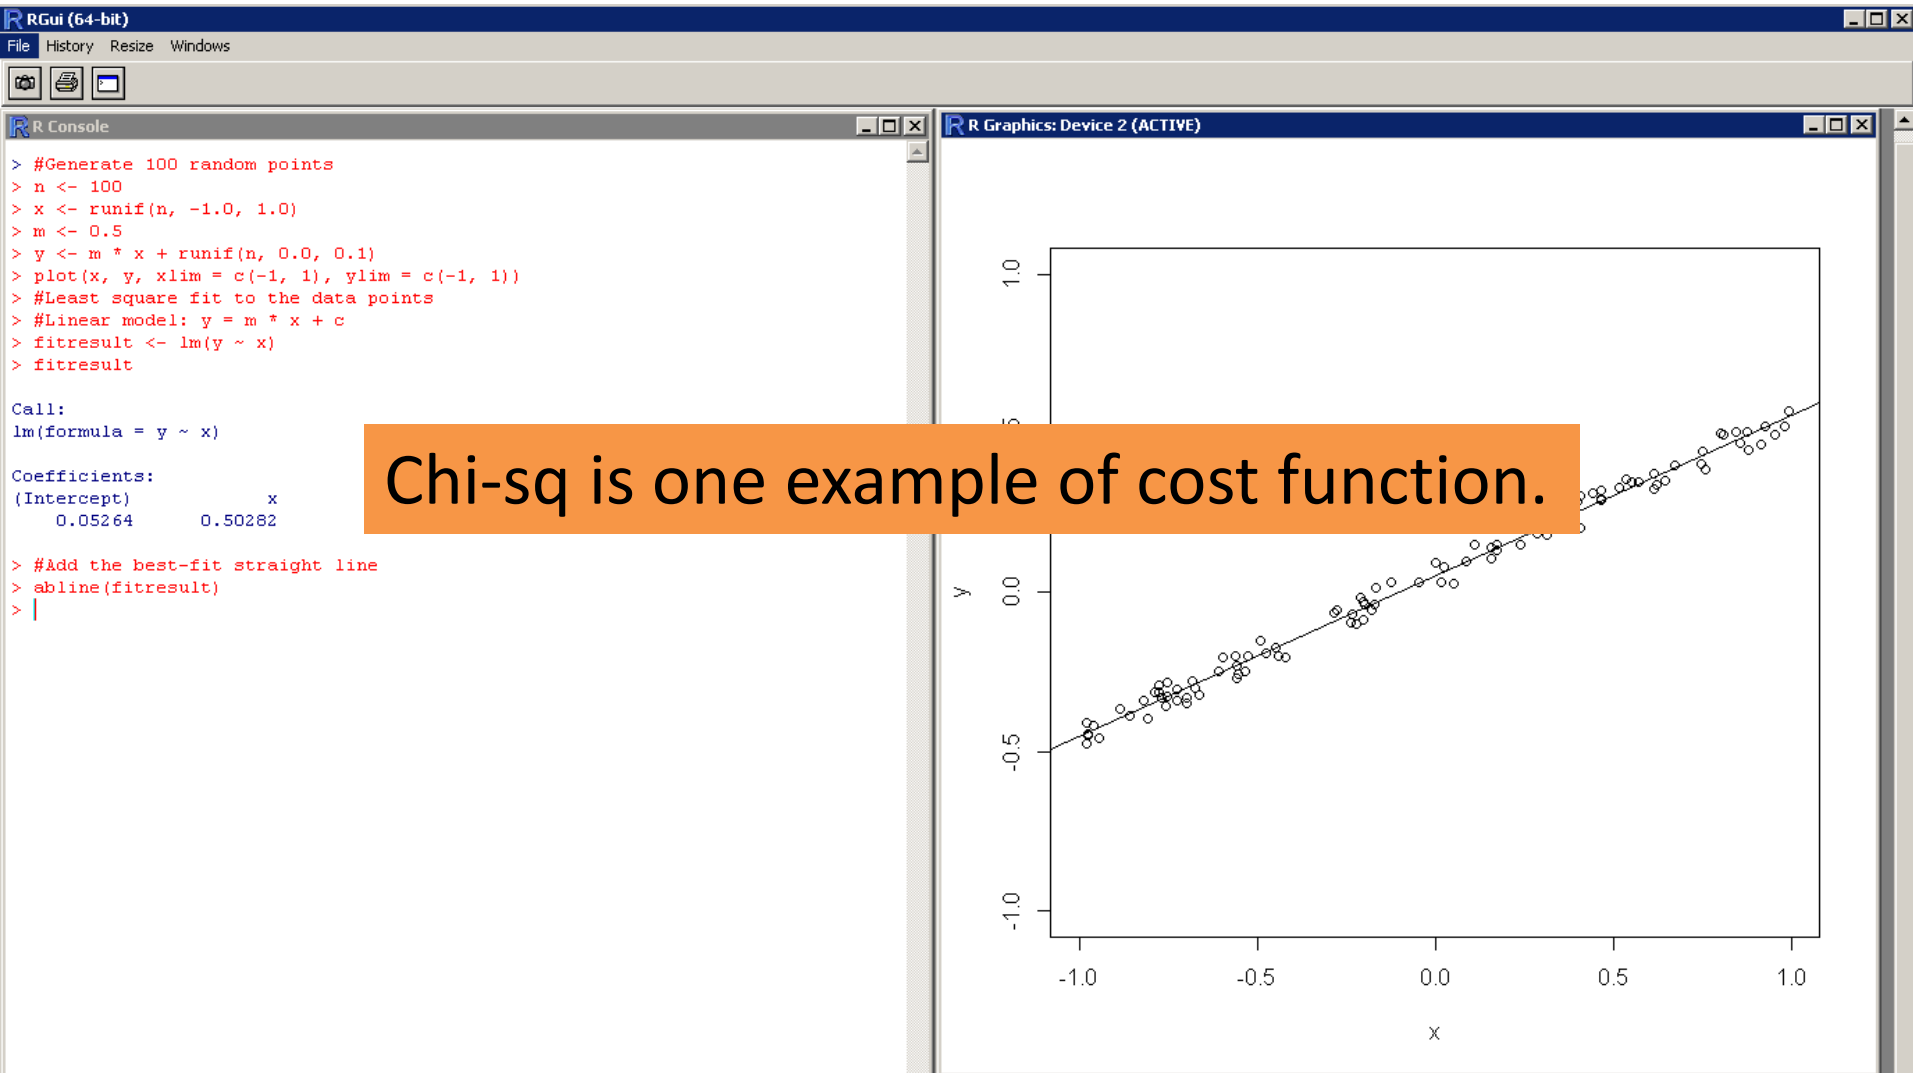 RGui (64-bit)
File History Resize Windows
R Console
> #Generate 100 random points
> n <- 100
> x <- runif(n, -1.0, 1.0)
> m <- 0.5
> y <- m * x + runif(n, 0.0, 0.1)
> plot(x, y, xlim = c(-1, 1), ylim = c(-1, 1))
> #Least square fit to the data points
> #Linear model: y = m * x + c
> fitresult <- lm(y ~ x)
> fitresult
Call:
lm(formula = y ~ x)
Coefficients:
(Intercept) x
0.05264 0.50282
> #Add the best-fit straight line
> abline(fitresult)
>
Chi-sq is one example of cost function.
R Graphics: Device 2 (ACTIVE)
1.0
0.0
-0.5
-1.0
y
-1.0 -0.5 0.0 0.5 1.0
x